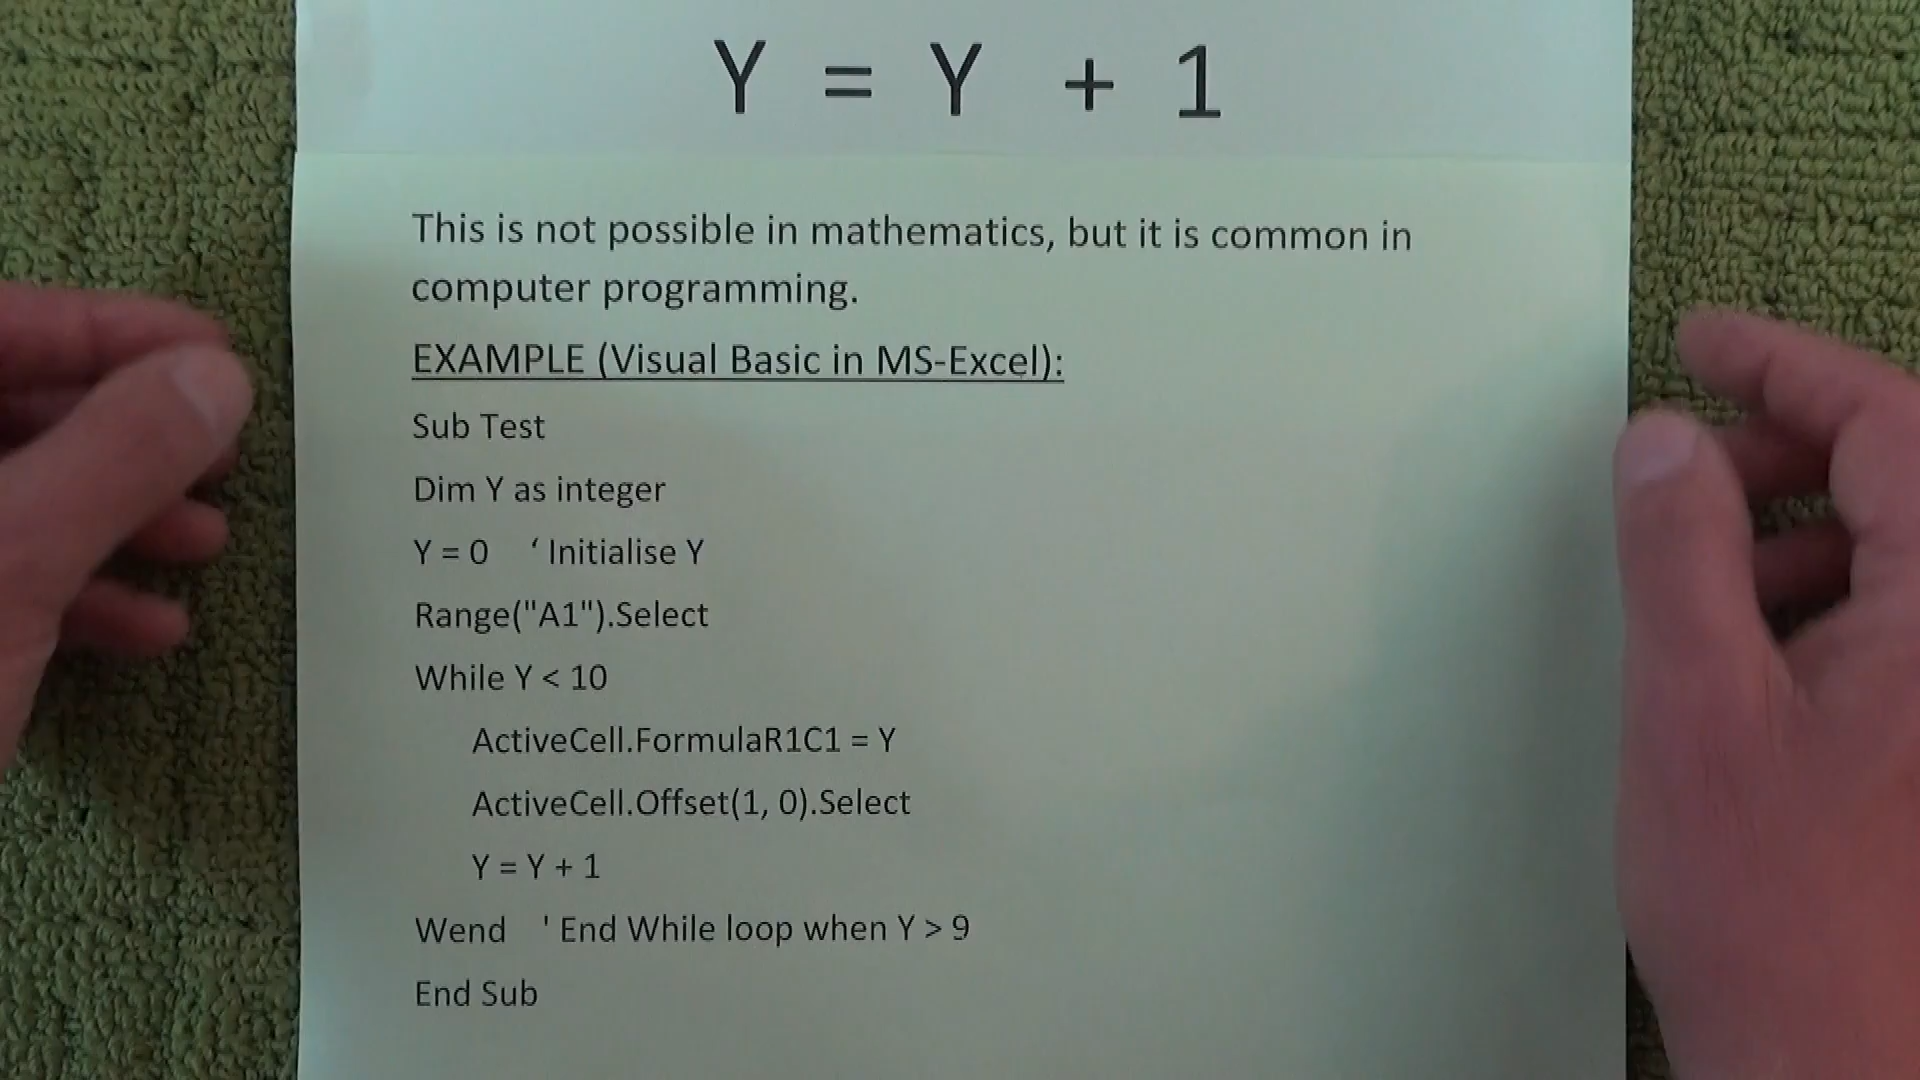 Y = Y + 1
This is not possible in mathematics, but it is common in
computer programming.
EXAMPLE (Visual Basic in MS-Excel):
Sub Test
Dim Y as integer
Y = 0 ‘ Initialise Y
Range("A1").Select
While Y < 10
ActiveCell.FormulaR1C1 = Y
ActiveCell.Offset(1, 0).Select
Y = Y + 1
Wend ' End While loop when Y > 9
End Sub